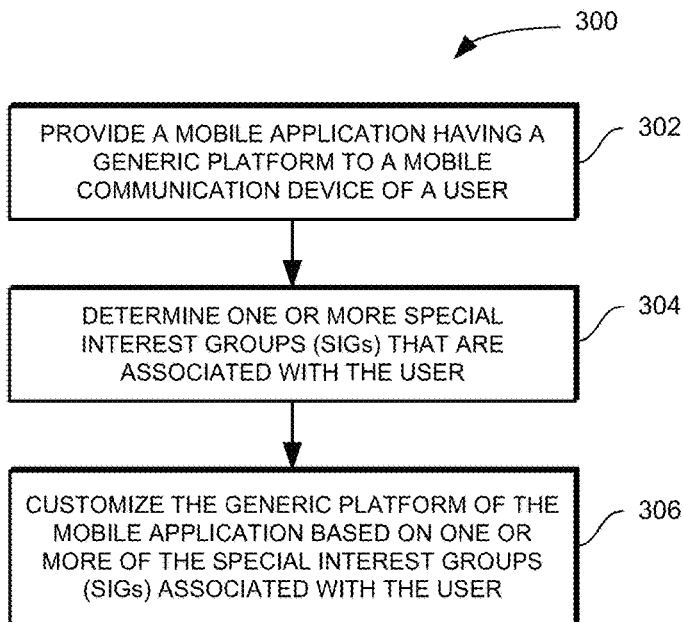 300
PROVIDE A MOBILE APPLICATION HAVING A
GENERIC PLATFORM TO A MOBILE
COMMUNICATION DEVICE OF A USER
302
DETERMINE ONE OR MORE SPECIAL
INTEREST GROUPS (SIGs) THAT ARE
ASSOCIATED WITH THE USER
304
CUSTOMIZE THE GENERIC PLATFORM OF THE
MOBILE APPLICATION BASED ON ONE OR
MORE OF THE SPECIAL INTEREST GROUPS
(SIGs) ASSOCIATED WITH THE USER
306